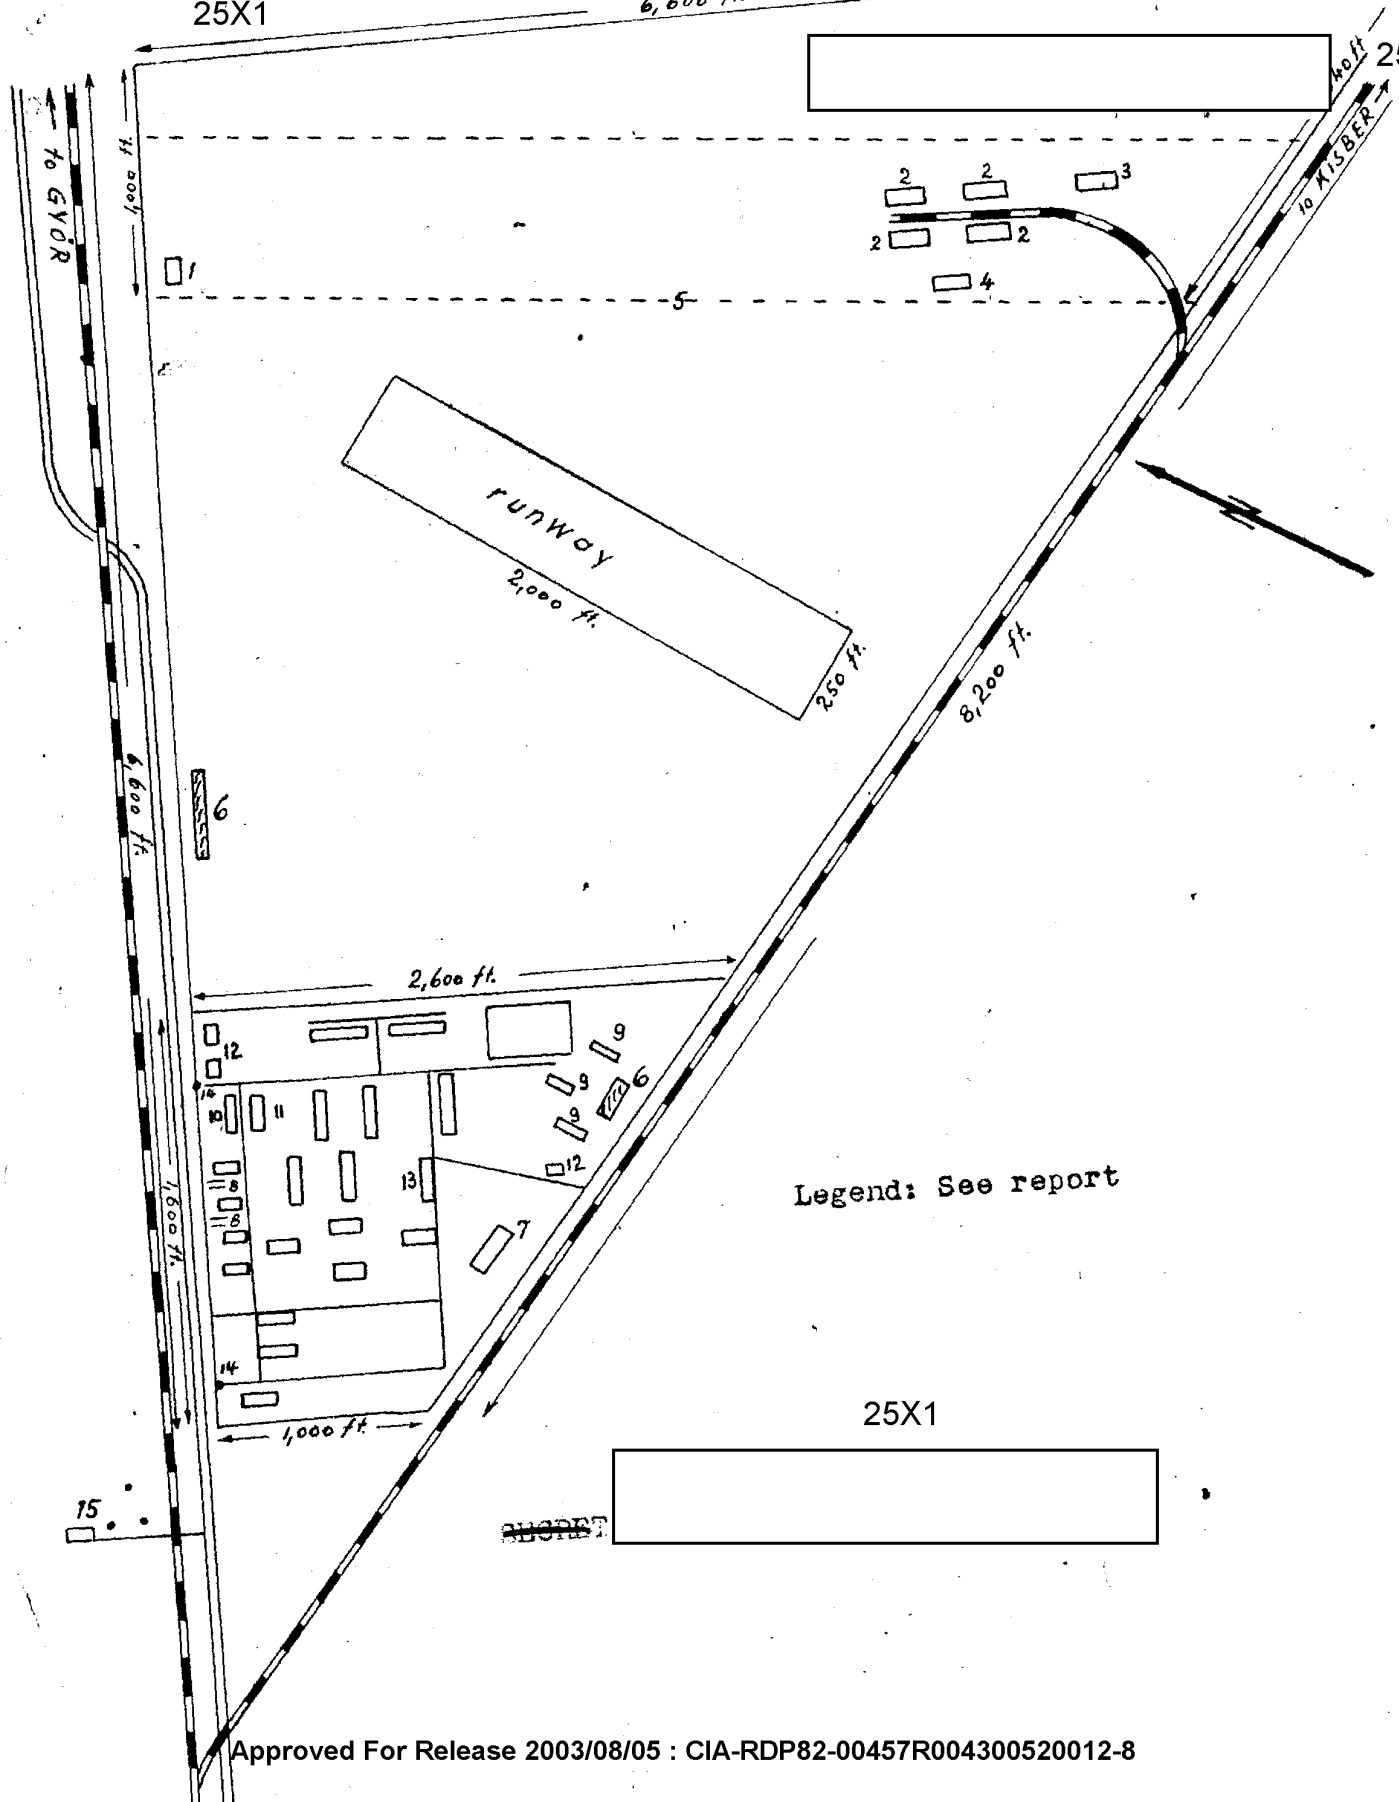 25X1
1,000 ft.
to GYÖR
40 ft
to KISBER
2
2
3
2
2
1
4
5
runway
2,000 ft.
250 ft.
8,200 ft.
6,600 ft.
6
2,600 ft.
12
9
9
6
9
14
10
11
12
13
8
8
1,600 ft.
7
Legend: See report
14
1,000 ft.
25X1
15
SECRET
Approved For Release 2003/08/05 : CIA-RDP82-00457R004300520012-8